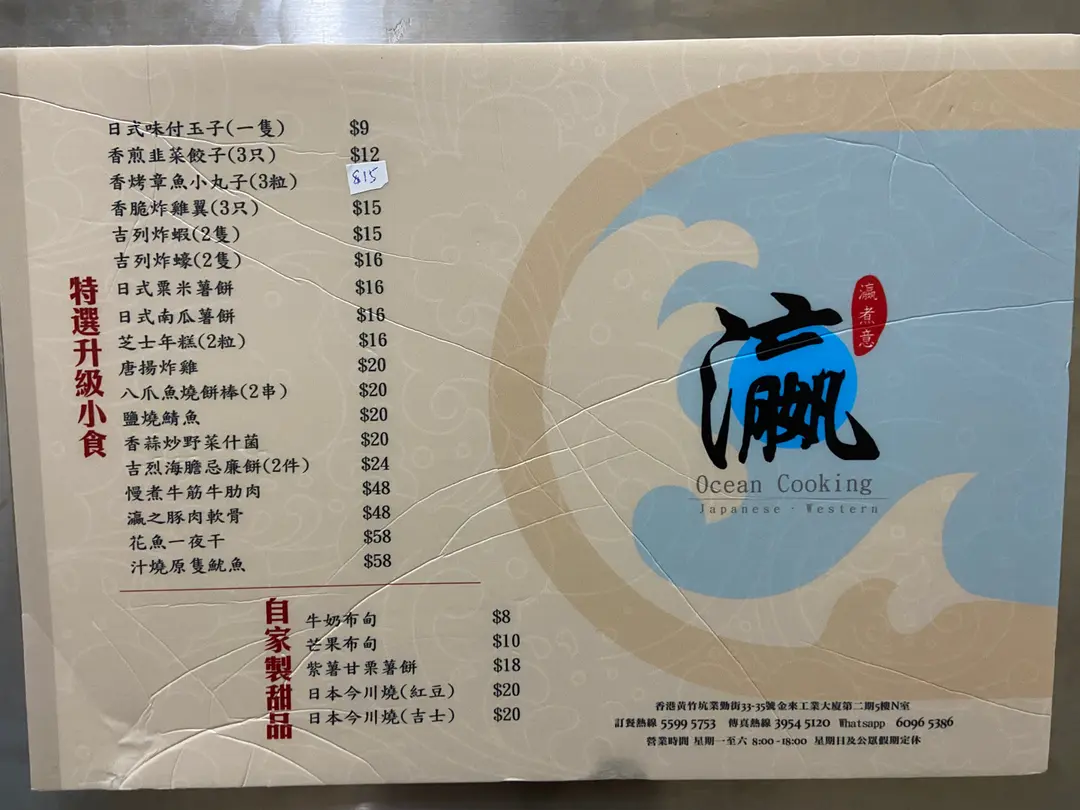 特選升級小食
日式味付玉子(一隻) $9
香煎韭菜餃子(3只) $12
香烤章魚小丸子(3粒) $15
香脆炸雞翼(3只) $15
吉列炸蝦(2隻) $15
吉列炸蠔(2隻) $16
日式粟米薯餅 $16
日式南瓜薯餅 $16
芝士年糕(2粒) $16
唐揚炸雞 $20
八爪魚燒餅棒(2串) $20
鹽燒鯖魚 $20
香蒜炒野菜什菌 $20
吉烈海膽忌廉餅(2件) $24
慢煮牛筋牛肋肉 $48
瀛之豚肉軟骨 $48
花魚一夜干 $58
汁燒原隻魷魚 $58
自家製甜品
牛奶布甸 $8
芒果布甸 $10
紫薯甘栗薯餅 $18
日本今川燒(紅豆) $20
日本今川燒(吉士) $20
瀛
瀛煮意
Ocean Cooking
Japanese · Western
香港黃竹坑業勤街33-35號金來工業大廈第二期5樓N室
訂餐熱線 5599 5753 傳真熱線 3954 5120 Whatsapp 6096 5386
營業時間 星期一至六 8:00-18:00 星期日及公眾假期定休